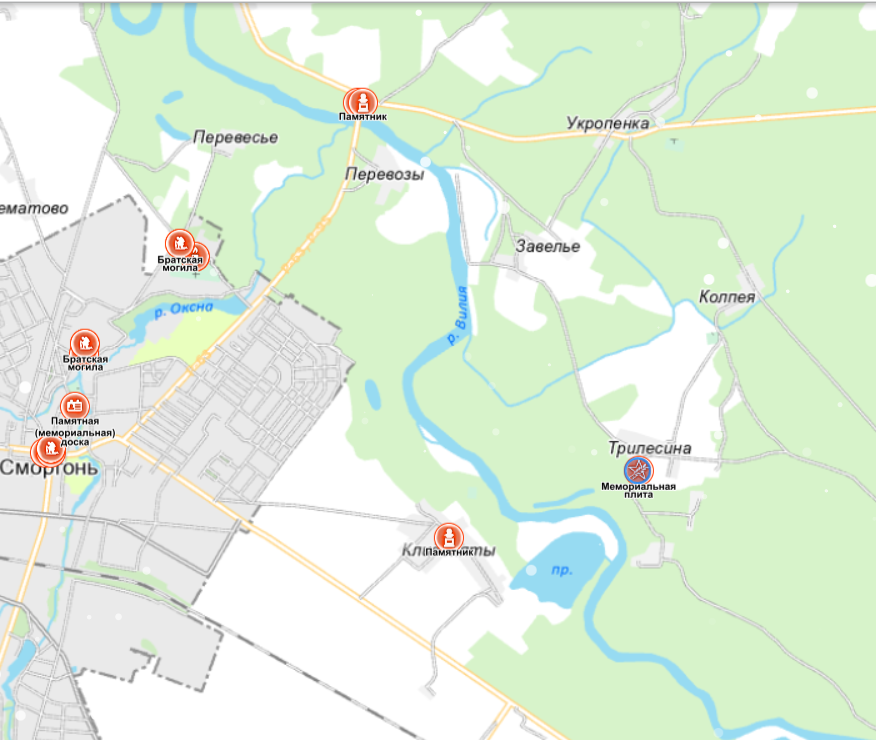 Памятник
Укропенка
Перевесье
Перевозы
ематово
Завелье
Братская
могила
Колпея
р. Оксна
р. Вилия
Братская
могила
Памятная
(мемориальная)
доска
Сморгонь
Трилесина
Мемориальная
плита
Памятник
пр.